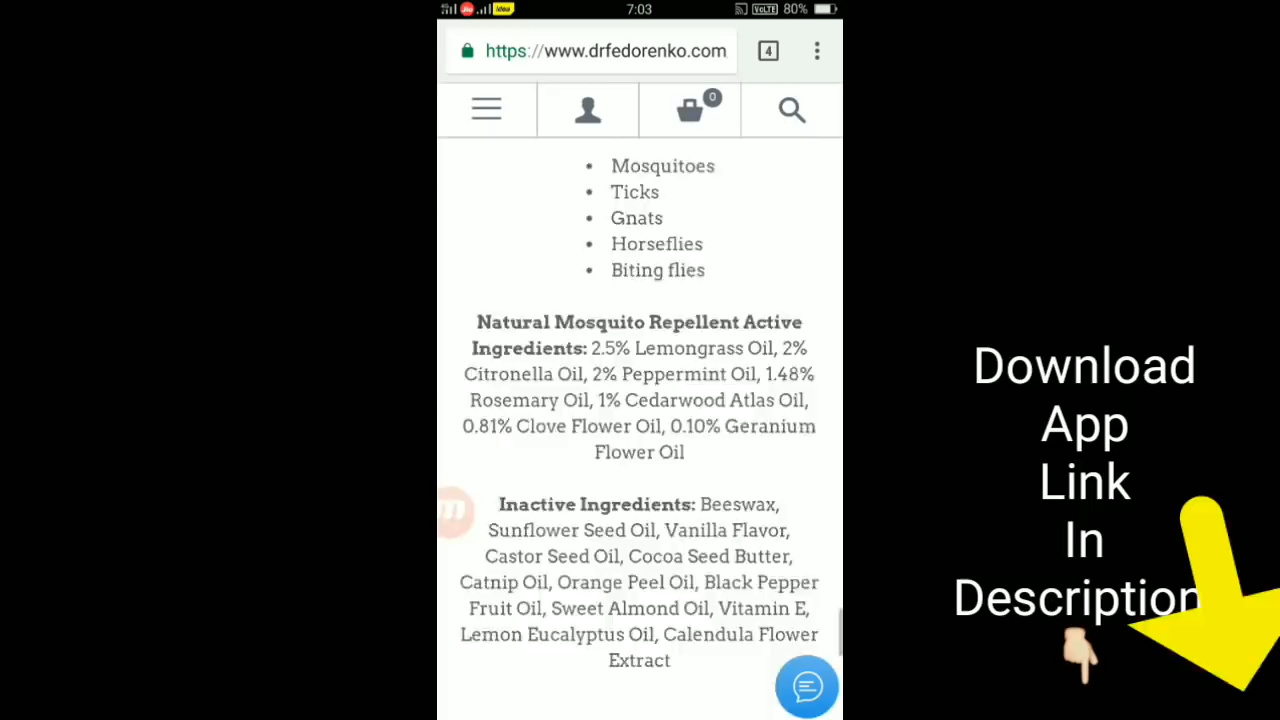 4G Jio idea 7:03 VoLTE 80%
https://www.drfedorenko.com 4
0
• Mosquitoes
• Ticks
• Gnats
• Horseflies
• Biting flies
Natural Mosquito Repellent Active
Ingredients: 2.5% Lemongrass Oil, 2%
Citronella Oil, 2% Peppermint Oil, 1.48%
Rosemary Oil, 1% Cedarwood Atlas Oil,
0.81% Clove Flower Oil, 0.10% Geranium
Flower Oil
Inactive Ingredients: Beeswax,
Sunflower Seed Oil, Vanilla Flavor,
Castor Seed Oil, Cocoa Seed Butter,
Catnip Oil, Orange Peel Oil, Black Pepper
Fruit Oil, Sweet Almond Oil, Vitamin E,
Lemon Eucalyptus Oil, Calendula Flower
Extract
Download
App
Link
In
Description